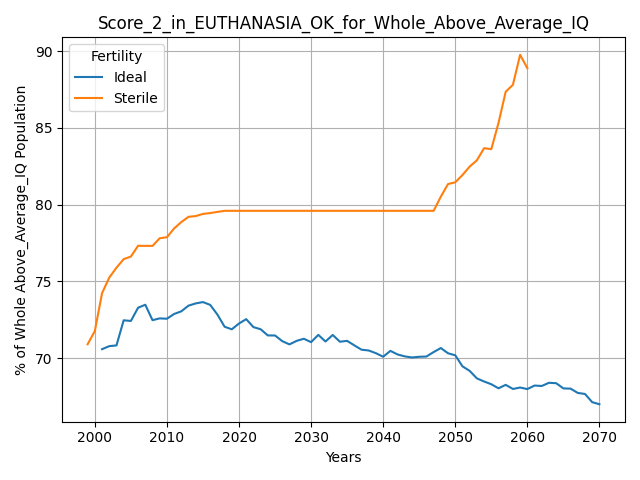 Score_2_in_EUTHANASIA_OK_for_Whole_Above_Average_IQ
% of Whole Above_Average_IQ Population
90
85
80
75
70
Fertility
Ideal
Sterile
2000 2010 2020 2030 2040 2050 2060 2070
Years